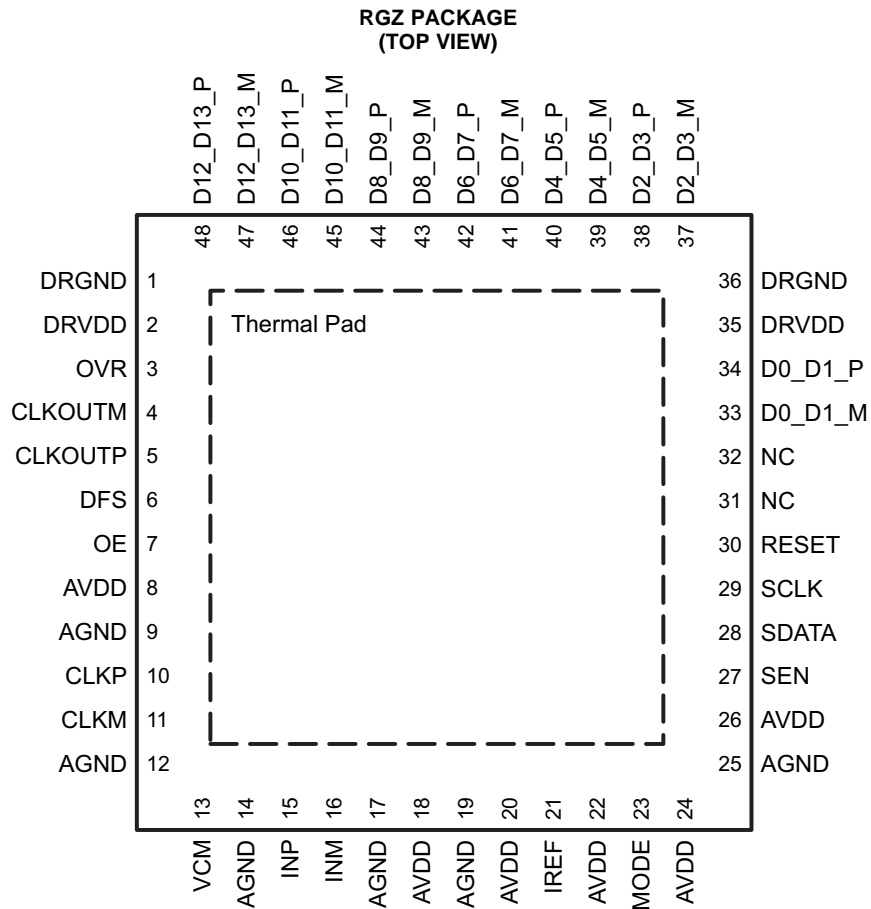 RGZ PACKAGE
(TOP VIEW)
D12_D13_P
D12_D13_M
D10_D11_P
D10_D11_M
D8_D9_P
D8_D9_M
D6_D7_P
D6_D7_M
D4_D5_P
D4_D5_M
D2_D3_P
D2_D3_M
48 47 46 45 44 43 42 41 40 39 38 37
DRGND 1 36 DRGND
DRVDD 2 Thermal Pad 35 DRVDD
OVR 3 34 D0_D1_P
CLKOUTM 4 33 D0_D1_M
CLKOUTP 5 32 NC
DFS 6 31 NC
OE 7 30 RESET
AVDD 8 29 SCLK
AGND 9 28 SDATA
CLKP 10 27 SEN
CLKM 11 26 AVDD
AGND 12 25 AGND
13 14 15 16 17 18 19 20 21 22 23 24
VCM
AGND
INP
INM
AGND
AVDD
AGND
AVDD
IREF
AVDD
MODE
AVDD